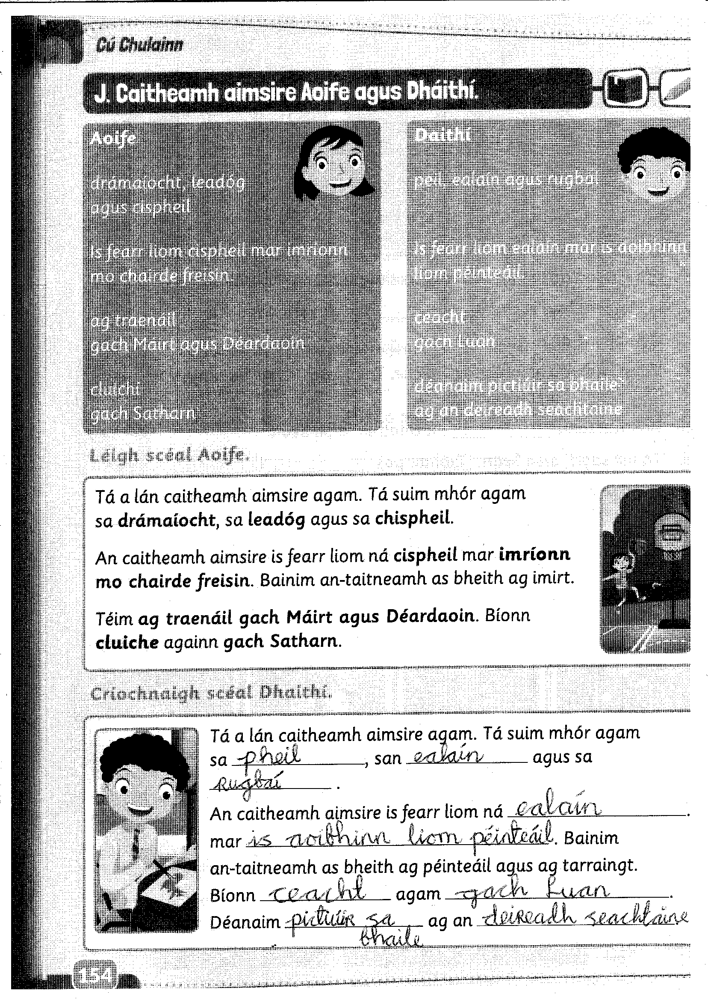 Cú Chulainn
J. Caitheamh aimsire Aoife agus Dháithí.
Aoife
drámaíocht, leadóg
agus cispheil
is fearr liom cispheil mar imríonn
mo chairde freisin.
ag traenáil
gach Máirt agus Déardaoin
cluichí
gach Satharn
Daithí
peil, ealaín agus rugbaí
is fearr liom ealaín mar is aoibhinn
liom péinteáil.
ceacht
gach Luan
déanaim pictiúir sa bhaile
ag an deireadh seachtaine
Léigh scéal Aoife.
Tá a lán caitheamh aimsire agam. Tá suim mhór agam
sa drámaíocht, sa leadóg agus sa chispheil.
An caitheamh aimsire is fearr liom ná cispheil mar imríonn
mo chairde freisin. Bainim an-taitneamh as bheith ag imirt.
Téim ag traenáil gach Máirt agus Déardaoin. Bíonn
cluiche againn gach Satharn.
Críochnaigh scéal Dhaithí.
Tá a lán caitheamh aimsire agam. Tá suim mhór agam
sa pheil, san ealaín agus sa
Rugbaí.
An caitheamh aimsire is fearr liom ná ealaín.
mar is aoibhinn liom péinteáil. Bainim
an-taitneamh as bheith ag péinteáil agus ag tarraingt.
Bíonn ceacht agam gach Luan.
Déanaim pictiúir sa ag an deireadh seachtaine
bhaile
154